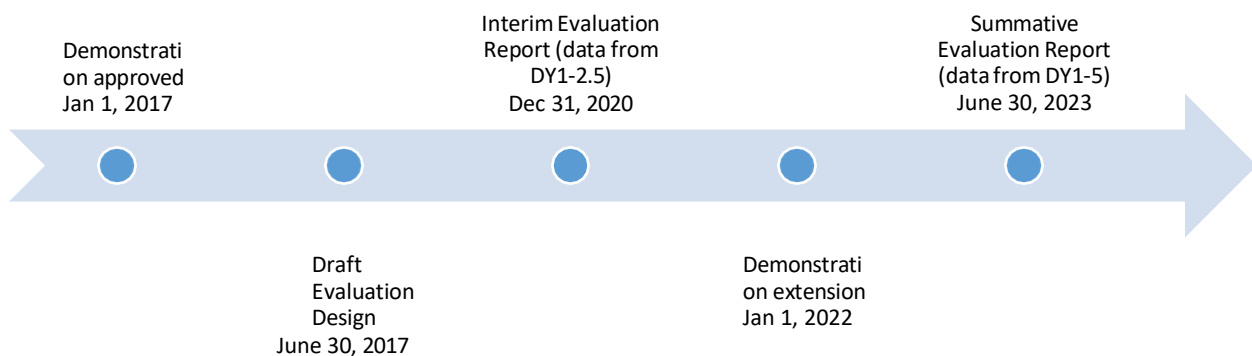 Demonstrati
on approved
Jan 1, 2017
Interim Evaluation
Report (data from
DY1-2.5)
Dec 31, 2020
Summative
Evaluation Report
(data from DY1-5)
June 30, 2023
Draft
Evaluation
Design
June 30, 2017
Demonstrati
on extension
Jan 1, 2022